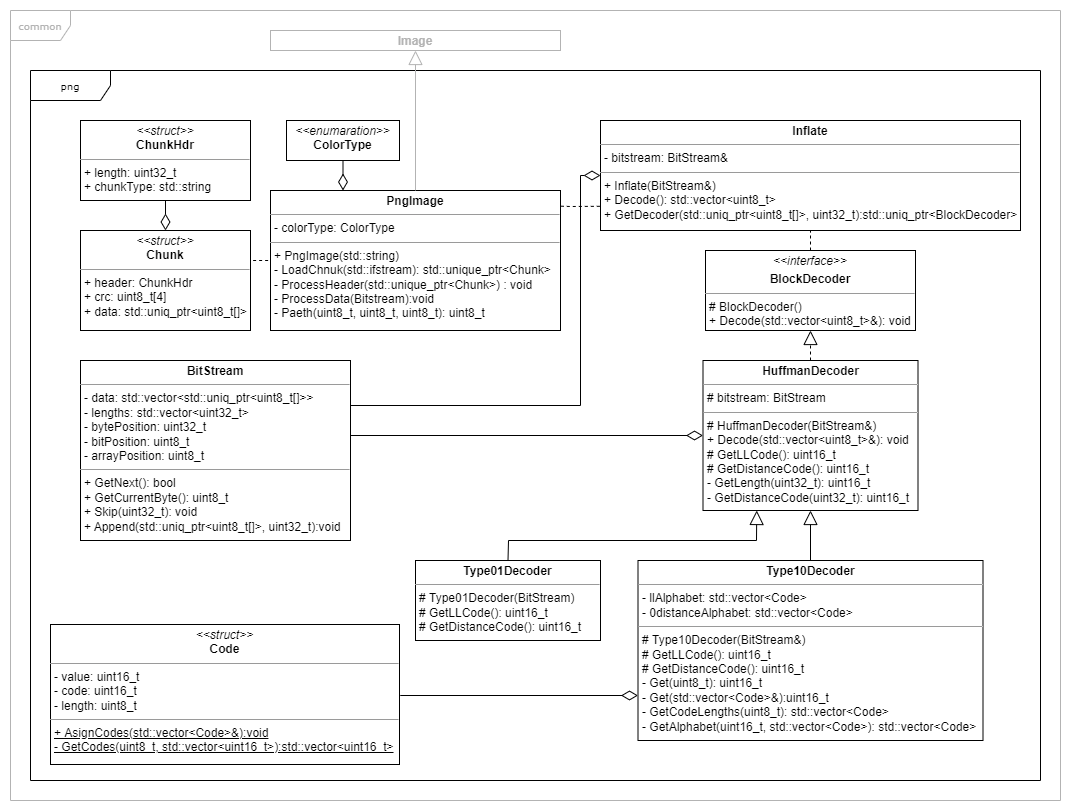 common
Image
png
<<struct>>
ChunkHdr
+ length: uint32_t
+ chunkType: std::string
<<enumaration>>
ColorType
Inflate
- bitstream: BitStream&
+ Inflate(BitStream&)
+ Decode(): std::vector<uint8_t>
+ GetDecoder(std::uniq_ptr<uint8_t[]>, uint32_t):std::uniq_ptr<BlockDecoder>
<<struct>>
Chunk
+ header: ChunkHdr
+ crc: uint8_t[4]
+ data: std::uniq_ptr<uint8_t[]>
PngImage
- colorType: ColorType
+ PngImage(std::string)
- LoadChnuk(std::ifstream): std::unique_ptr<Chunk>
- ProcessHeader(std::unique_ptr<Chunk>) : void
- ProcessData(Bitstream):void
- Paeth(uint8_t, uint8_t, uint8_t): uint8_t
<<interface>>
BlockDecoder
# BlockDecoder()
+ Decode(std::vector<uint8_t>&): void
BitStream
- data: std::vector<std::uniq_ptr<uint8_t[]>>
- lengths: std::vector<uint32_t>
- bytePosition: uint32_t
- bitPosition: uint8_t
- arrayPosition: uint8_t
+ GetNext(): bool
+ GetCurrentByte(): uint8_t
+ Skip(uint32_t): void
+ Append(std::uniq_ptr<uint8_t[]>, uint32_t):void
HuffmanDecoder
# bitstream: BitStream
# HuffmanDecoder(BitStream&)
+ Decode(std::vector<uint8_t>&): void
# GetLLCode(): uint16_t
# GetDistanceCode(): uint16_t
- GetLength(uint32_t): uint16_t
- GetDistanceCode(uint32_t): uint16_t
Type01Decoder
# Type01Decoder(BitStream)
# GetLLCode(): uint16_t
# GetDistanceCode(): uint16_t
Type10Decoder
- llAlphabet: std::vector<Code>
- 0distanceAlphabet: std::vector<Code>
# Type10Decoder(BitStream&)
# GetLLCode(): uint16_t
# GetDistanceCode(): uint16_t
- Get(uint8_t): uint16_t
- Get(std::vector<Code>&):uint16_t
- GetCodeLengths(uint8_t): std::vector<Code>
- GetAlphabet(uint16_t, std::vector<Code>): std::vector<Code>
<<struct>>
Code
- value: uint16_t
- code: uint16_t
- length: uint8_t
+ AsignCodes(std::vector<Code>&):void
- GetCodes(uint8_t, std::vector<uint16_t>):std::vector<uint16_t>